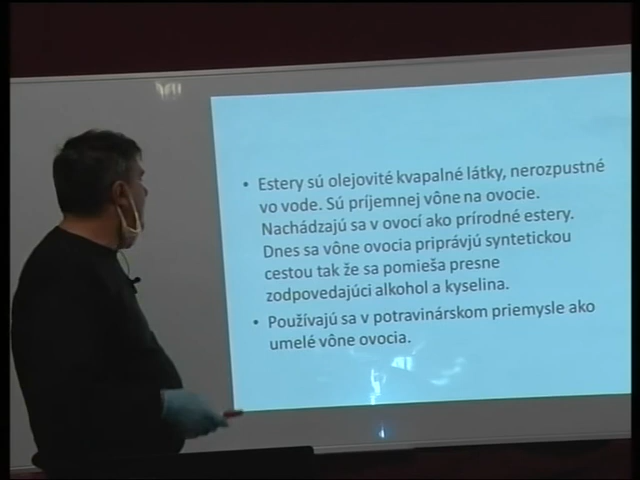 • Estery sú olejovité kvapalné látky, nerozpustné
vo vode. Sú príjemnej vône na ovocie.
Nachádzajú sa v ovocí ako prírodné estery.
Dnes sa vône ovocia priprávjú syntetickou
cestou tak že sa pomieša presne
zodpovedajúci alkohol a kyselina.
• Používajú sa v potravinárskom priemysle ako
umelé vône ovocia.